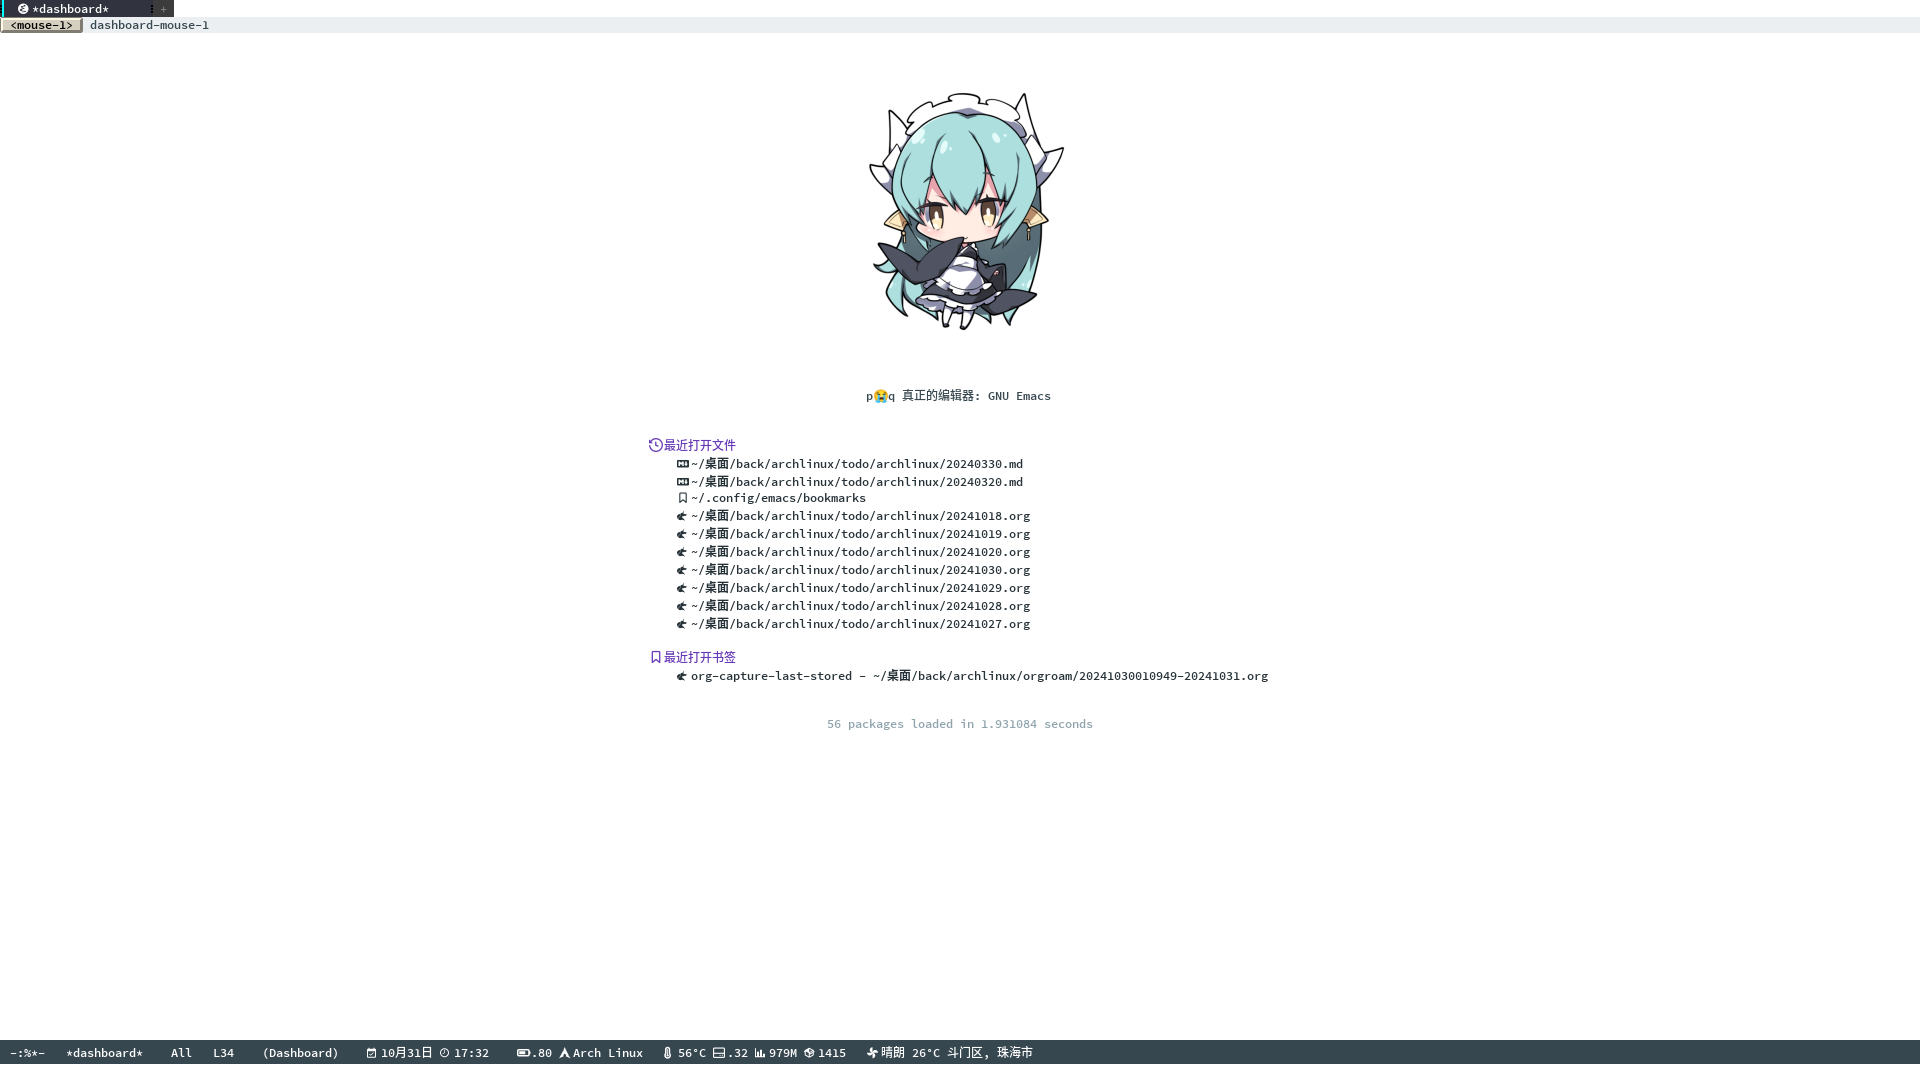 *dashboard* +
<mouse-1> dashboard-mouse-1
p😭q 真正的编辑器: GNU Emacs
最近打开文件
~/桌面/back/archlinux/todo/archlinux/20240330.md
~/桌面/back/archlinux/todo/archlinux/20240320.md
~/.config/emacs/bookmarks
~/桌面/back/archlinux/todo/archlinux/20241018.org
~/桌面/back/archlinux/todo/archlinux/20241019.org
~/桌面/back/archlinux/todo/archlinux/20241020.org
~/桌面/back/archlinux/todo/archlinux/20241030.org
~/桌面/back/archlinux/todo/archlinux/20241029.org
~/桌面/back/archlinux/todo/archlinux/20241028.org
~/桌面/back/archlinux/todo/archlinux/20241027.org
最近打开书签
org-capture-last-stored - ~/桌面/back/archlinux/orgroam/20241030010949-20241031.org
56 packages loaded in 1.931084 seconds
-:%*- *dashboard* All L34 (Dashboard) 10月31日 17:32 .80 Arch Linux 56°C .32 979M 1415 晴朗 26°C 斗门区, 珠海市